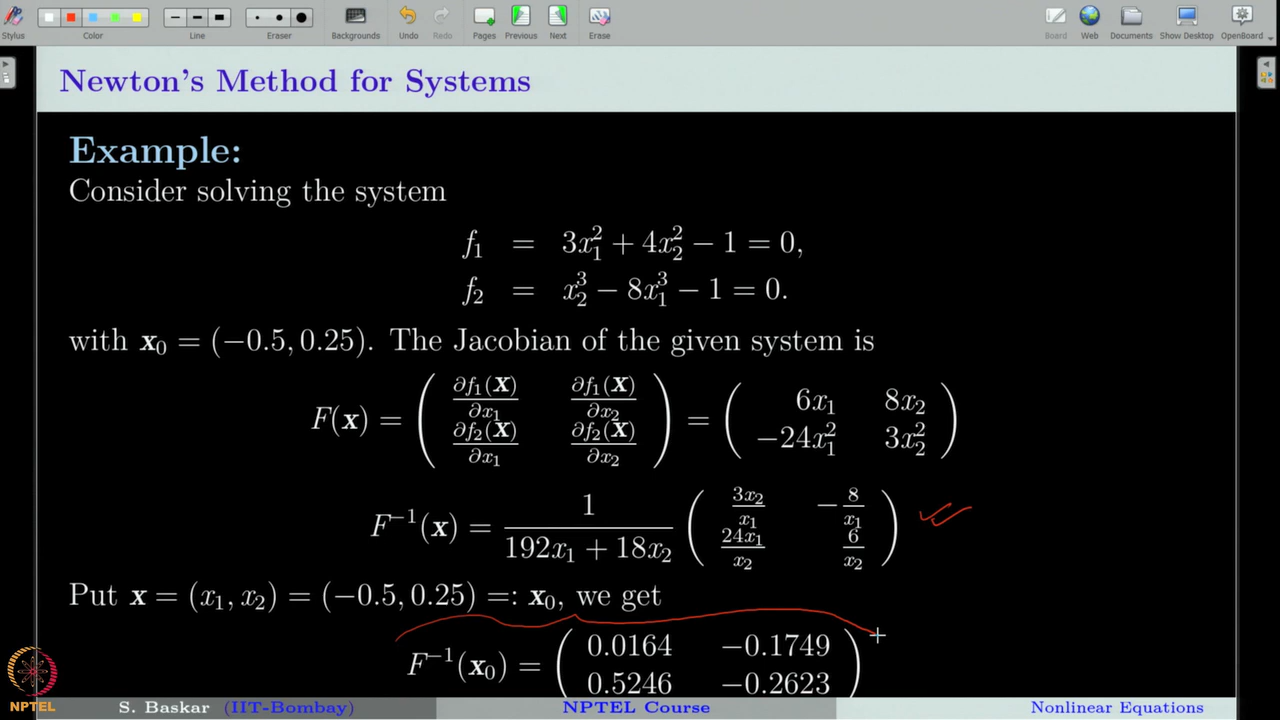 Stylus Color Line Eraser Backgrounds Undo Redo Pages Previous Next Erase Board Web Documents Show Desktop OpenBoard
Newton's Method for Systems
Example:
Consider solving the system
f₁ = 3x₁² + 4x₂² − 1 = 0,
f₂ = x₂³ − 8x₁³ − 1 = 0.
with x₀ = (−0.5, 0.25). The Jacobian of the given system is
F(x) = ( ∂f₁(x)/∂x₁ ∂f₁(x)/∂x₂ ; ∂f₂(x)/∂x₁ ∂f₂(x)/∂x₂ ) = ( 6x₁ 8x₂ ; −24x₁² 3x₂² )
F⁻¹(x) = 1/(192x₁ + 18x₂) ( 3x₂/x₁ −8/x₁ ; 24x₁/x₂ 6/x₂ )
Put x = (x₁, x₂) = (−0.5, 0.25) =: x₀, we get
F⁻¹(x₀) = ( 0.0164 −0.1749 ; 0.5246 −0.2623 )
NPTEL S. Baskar (IIT-Bombay) NPTEL Course Nonlinear Equations